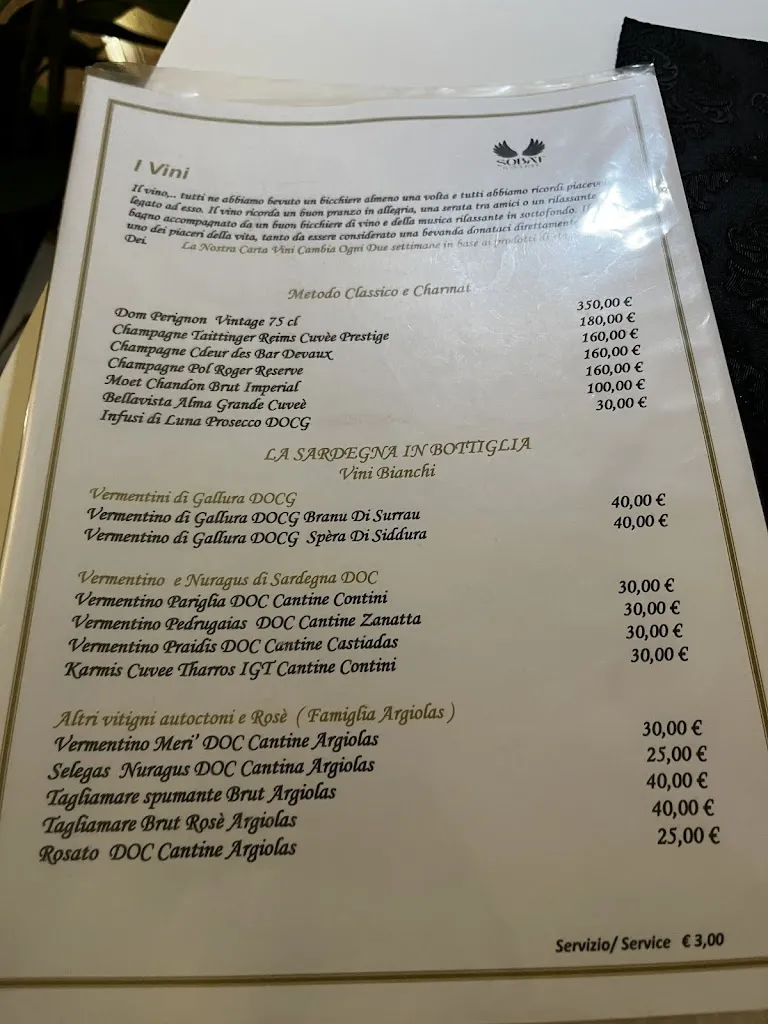 SOBAE
I Vini
Il vino,.. tutti ne abbiamo bevuto un bicchiere almeno una volta e tutti abbiamo ricordi
legato ad esso. Il vino ricorda un buon pranzo in allegria, una serata tra amici o un rilassante
bagno accompagnato da un buon bicchiere di vino e della musica rilassante in sottofondo.
uno dei piaceri della vita, tanto da essere considerato una bevanda donataci direttamente
Dei.
La Nostra Carta Vini Cambia Ogni Due settimane in base ai prodotti di
Metodo Classico e Charmat
Dom Perignon Vintage 75 cl 350,00 €
Champagne Taittinger Reims Cuvèe Prestige 180,00 €
Champagne Cdeur des Bar Devaux 160,00 €
Champagne Pol Roger Reserve 160,00 €
Moet Chandon Brut Imperial 160,00 €
Bellavista Alma Grande Cuveè 100,00 €
Infusi di Luna Prosecco DOCG 30,00 €
LA SARDEGNA IN BOTTIGLIA
Vini Bianchi
Vermentini di Gallura DOCG
Vermentino di Gallura DOCG Branu Di Surrau 40,00 €
Vermentino di Gallura DOCG Spèra Di Siddura 40,00 €
Vermentino e Nuragus di Sardegna DOC
Vermentino Pariglia DOC Cantine Contini 30,00 €
Vermentino Pedrugaias DOC Cantine Zanatta 30,00 €
Vermentino Praidis DOC Cantine Castiadas 30,00 €
Karmis Cuvee Tharros IGT Cantine Contini 30,00 €
Altri vitigni autoctoni e Rosè ( Famiglia Argiolas )
Vermentino Meri' DOC Cantine Argiolas 30,00 €
Selegas Nuragus DOC Cantina Argiolas 25,00 €
Tagliamare spumante Brut Argiolas 40,00 €
Tagliamare Brut Rosè Argiolas 40,00 €
Rosato DOC Cantine Argiolas 25,00 €
Servizio/ Service € 3,00